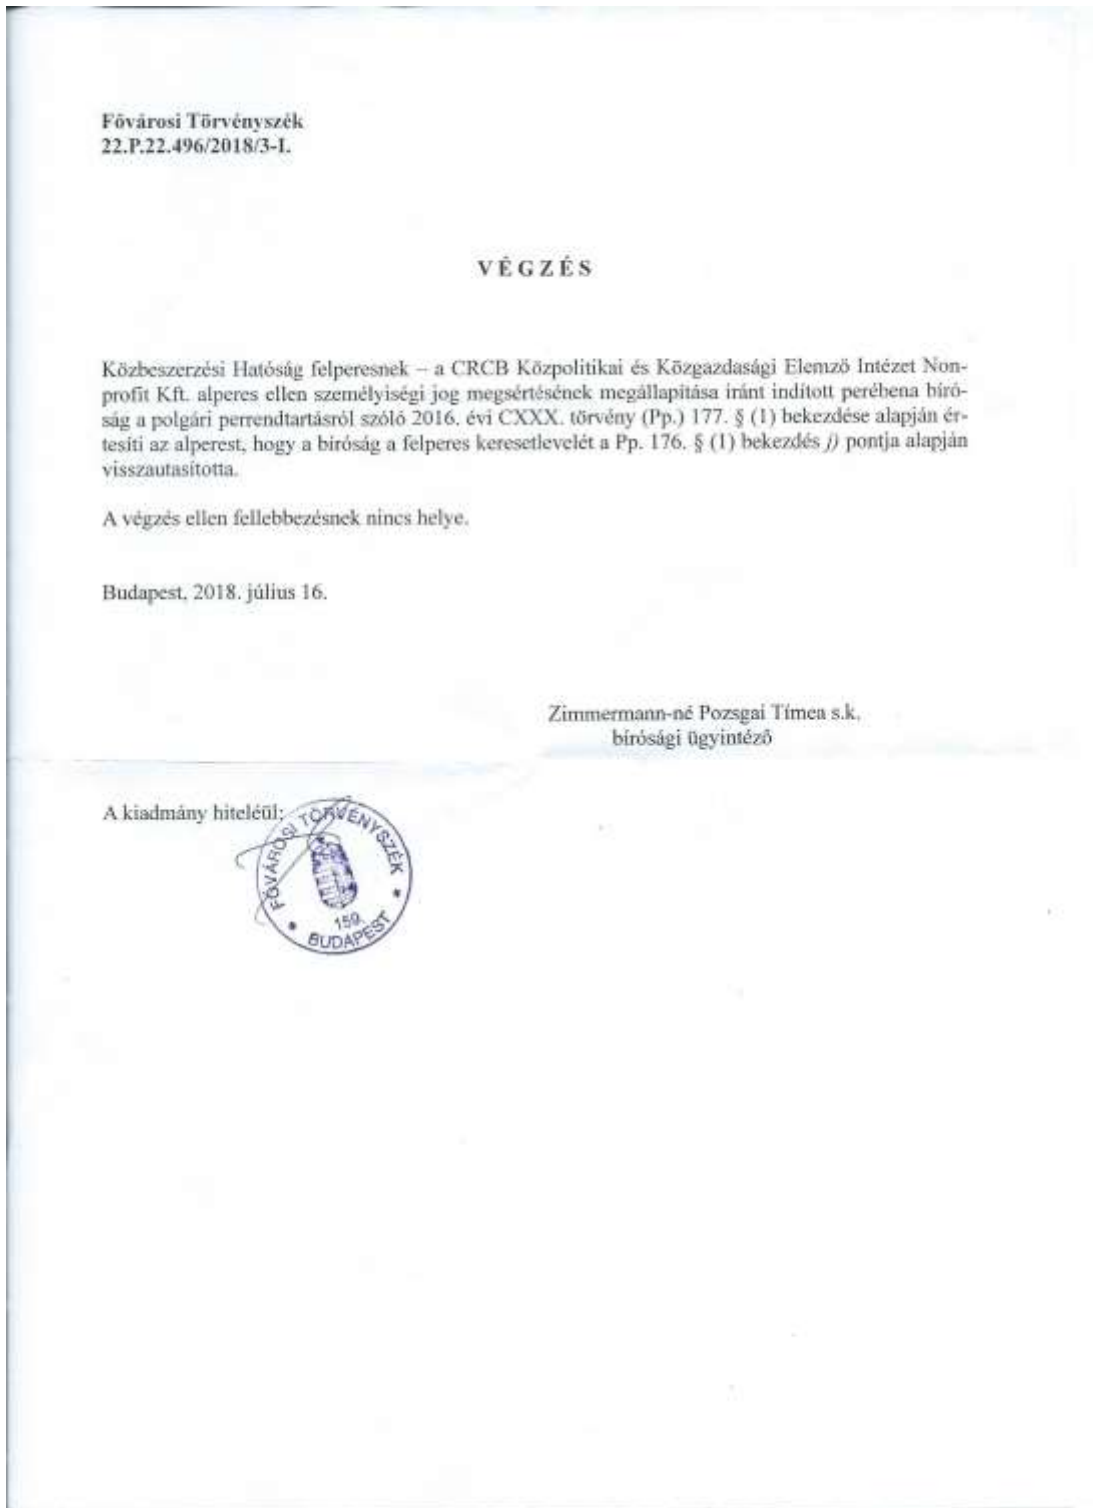 Fővárosi Törvényszék
22.P.22.496/2018/3-I.
VÉGZÉS
Közbeszerzési Hatóság felperesnek – a CRCB Közpolitikai és Közgazdasági Elemző Intézet Non-
profit Kft. alperes ellen személyiségi jog megsértésének megállapítása iránt indított perébena bíró-
ság a polgári perrendtartásról szóló 2016. évi CXXX. törvény (Pp.) 177. § (1) bekezdése alapján ér-
tesíti az alperest, hogy a bíróság a felperes keresetlevelét a Pp. 176. § (1) bekezdés j) pontja alapján
visszautasította.
A végzés ellen fellebbezésnek nincs helye.
Budapest, 2018. július 16.
Zimmermann-né Pozsgai Tímea s.k.
bírósági ügyintéző
A kiadmány hiteléül:
FŐVÁROSI TÖRVÉNYSZÉK
159.
* BUDAPEST *